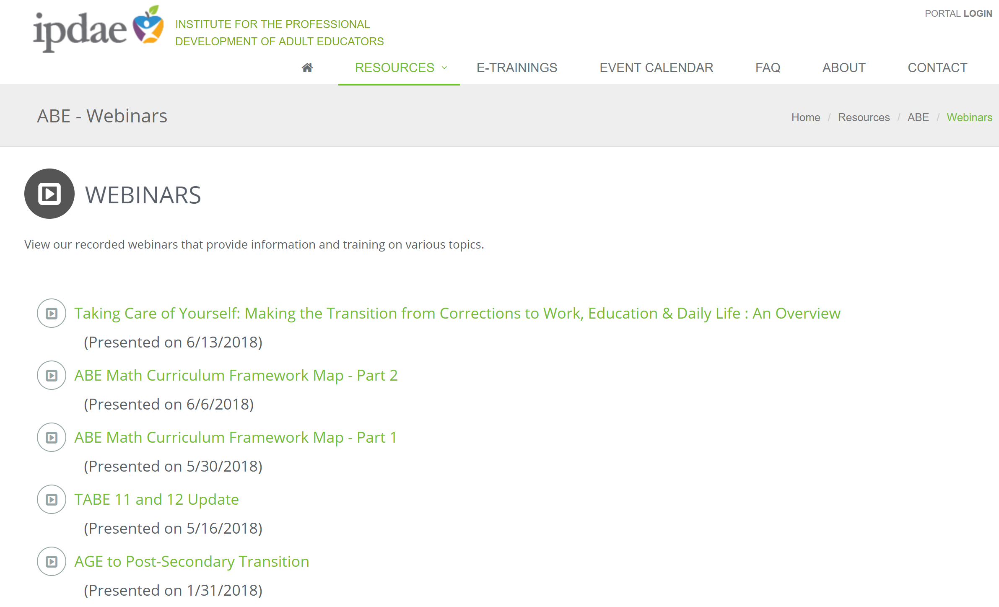 ipdae
INSTITUTE FOR THE PROFESSIONAL
DEVELOPMENT OF ADULT EDUCATORS
PORTAL LOGIN
RESOURCES E-TRAININGS EVENT CALENDAR FAQ ABOUT CONTACT
ABE - Webinars
Home / Resources / ABE / Webinars
WEBINARS
View our recorded webinars that provide information and training on various topics.
Taking Care of Yourself: Making the Transition from Corrections to Work, Education & Daily Life : An Overview
(Presented on 6/13/2018)
ABE Math Curriculum Framework Map - Part 2
(Presented on 6/6/2018)
ABE Math Curriculum Framework Map - Part 1
(Presented on 5/30/2018)
TABE 11 and 12 Update
(Presented on 5/16/2018)
AGE to Post-Secondary Transition
(Presented on 1/31/2018)